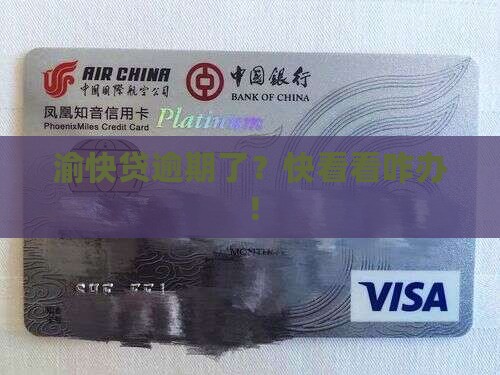 AIR CHINA
中国国際航空公司
中国银行
BANK OF CHINA
凤凰知音信用卡
PhoenixMiles Credit Card
Platinum
渝快贷逾期了？快看看咋办
！
VISA